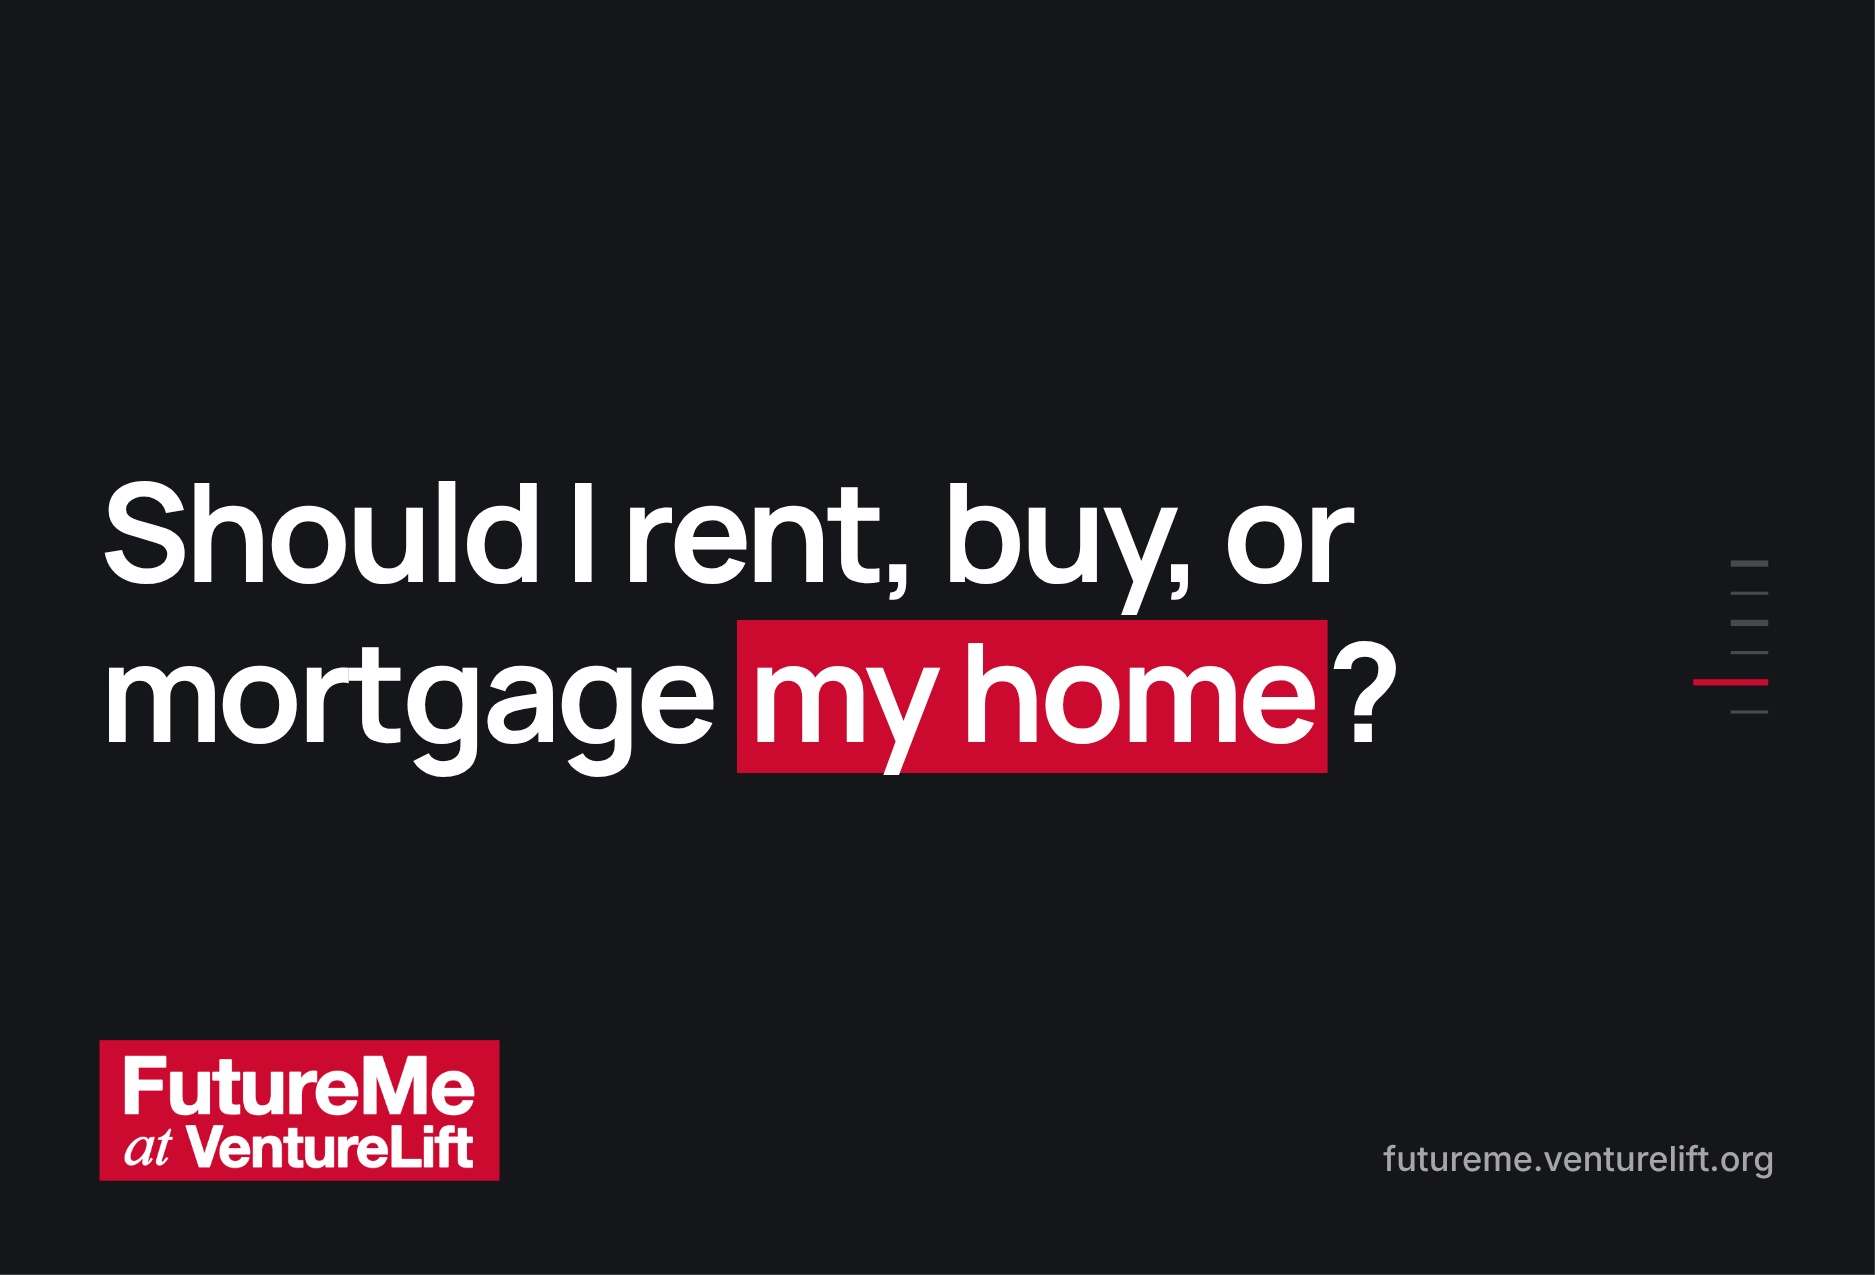 Should I rent, buy, or
mortgage my home?
FutureMe
at VentureLift
futureme.venturelift.org